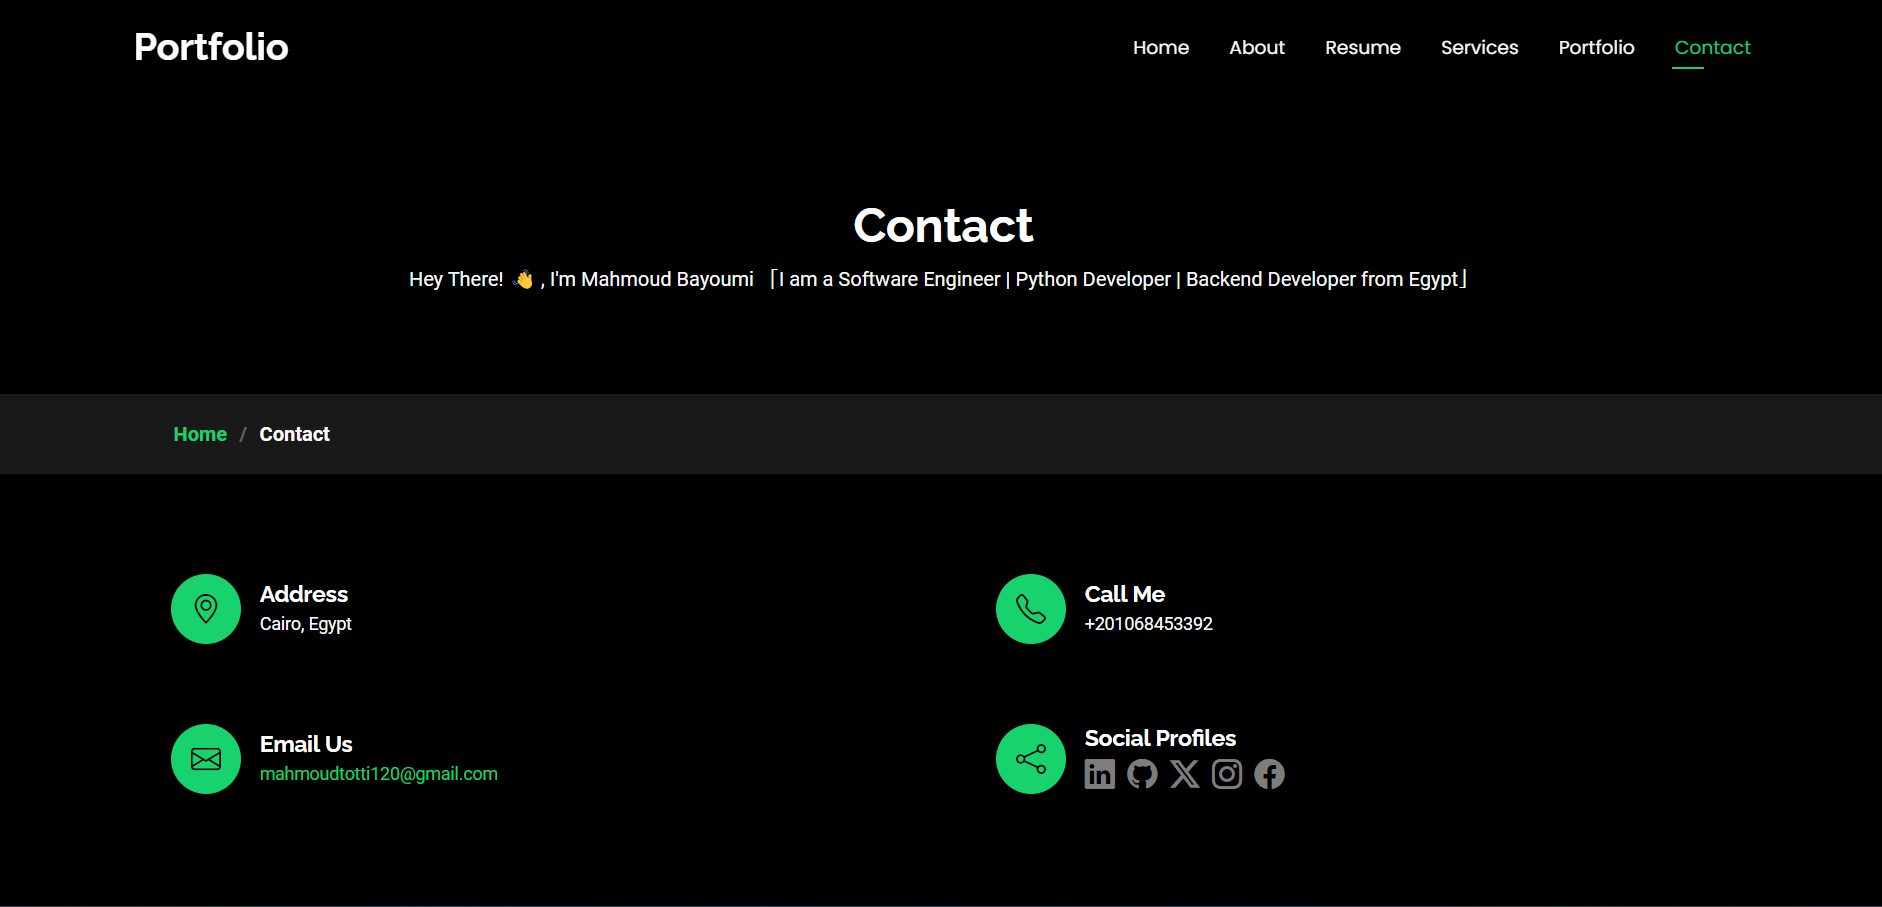 Portfolio
Home About Resume Services Portfolio Contact
Contact
Hey There! 👋 , I'm Mahmoud Bayoumi ⌈I am a Software Engineer | Python Developer | Backend Developer from Egypt⌋
Home / Contact
Address
Cairo, Egypt
Call Me
+201068453392
Email Us
mahmoudtotti120@gmail.com
Social Profiles